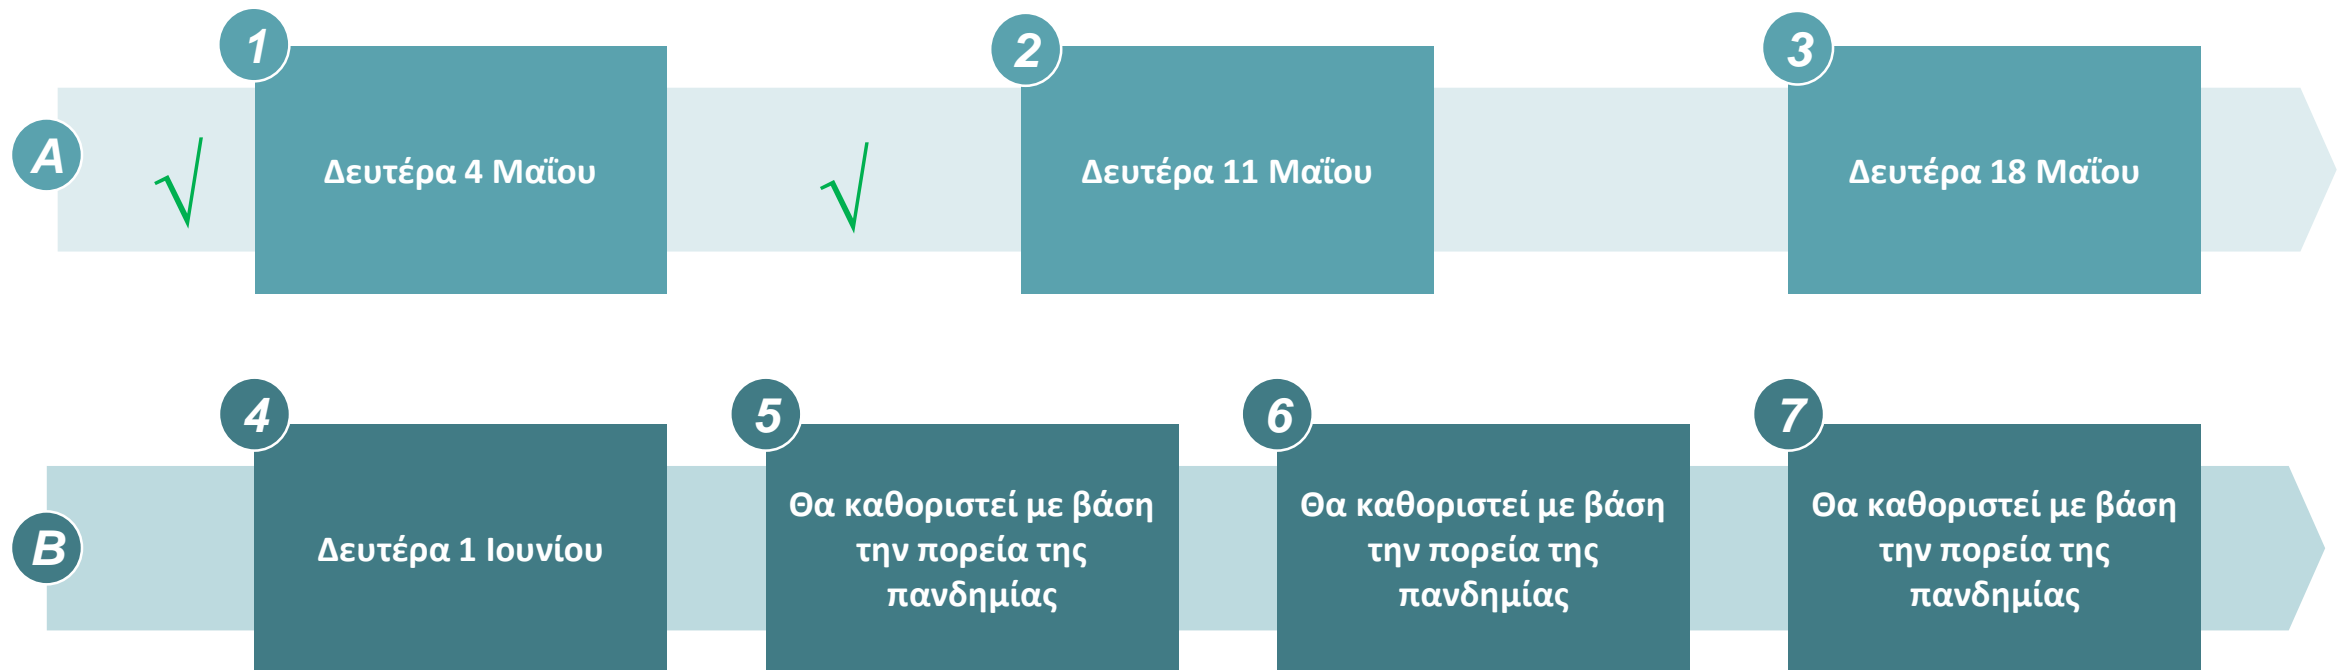 1
2
3
A
√
Δευτέρα 4 Μαΐου
√
Δευτέρα 11 Μαΐου
Δευτέρα 18 Μαΐου
4
5
6
7
B
Δευτέρα 1 Ιουνίου
Θα καθοριστεί με βάση
την πορεία της
πανδημίας
Θα καθοριστεί με βάση
την πορεία της
πανδημίας
Θα καθοριστεί με βάση
την πορεία της
πανδημίας